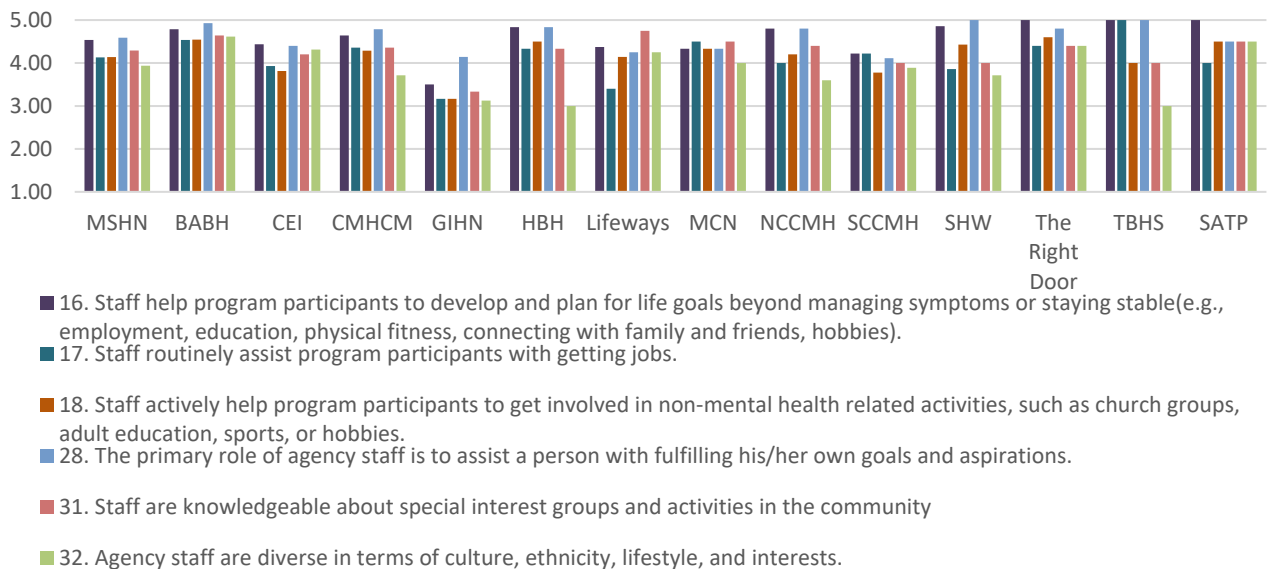 5.00
4.00
3.00
2.00
1.00
MSHN BABH CEI CMHCM GIHN HBH Lifeways MCN NCCMH SCCMH SHW The Right Door TBHS SATP
16. Staff help program participants to develop and plan for life goals beyond managing symptoms or staying stable(e.g.,
employment, education, physical fitness, connecting with family and friends, hobbies).
17. Staff routinely assist program participants with getting jobs.
18. Staff actively help program participants to get involved in non-mental health related activities, such as church groups,
adult education, sports, or hobbies.
28. The primary role of agency staff is to assist a person with fulfilling his/her own goals and aspirations.
31. Staff are knowledgeable about special interest groups and activities in the community
32. Agency staff are diverse in terms of culture, ethnicity, lifestyle, and interests.